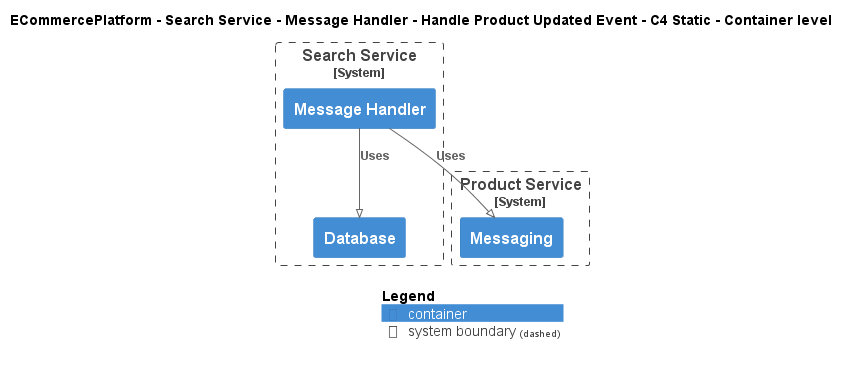 ECommercePlatform - Search Service - Message Handler - Handle Product Updated Event - C4 Static - Container level
Search Service
[System]
Message Handler
Uses
Uses
Product Service
[System]
Database
Messaging
Legend
container
system boundary (dashed)